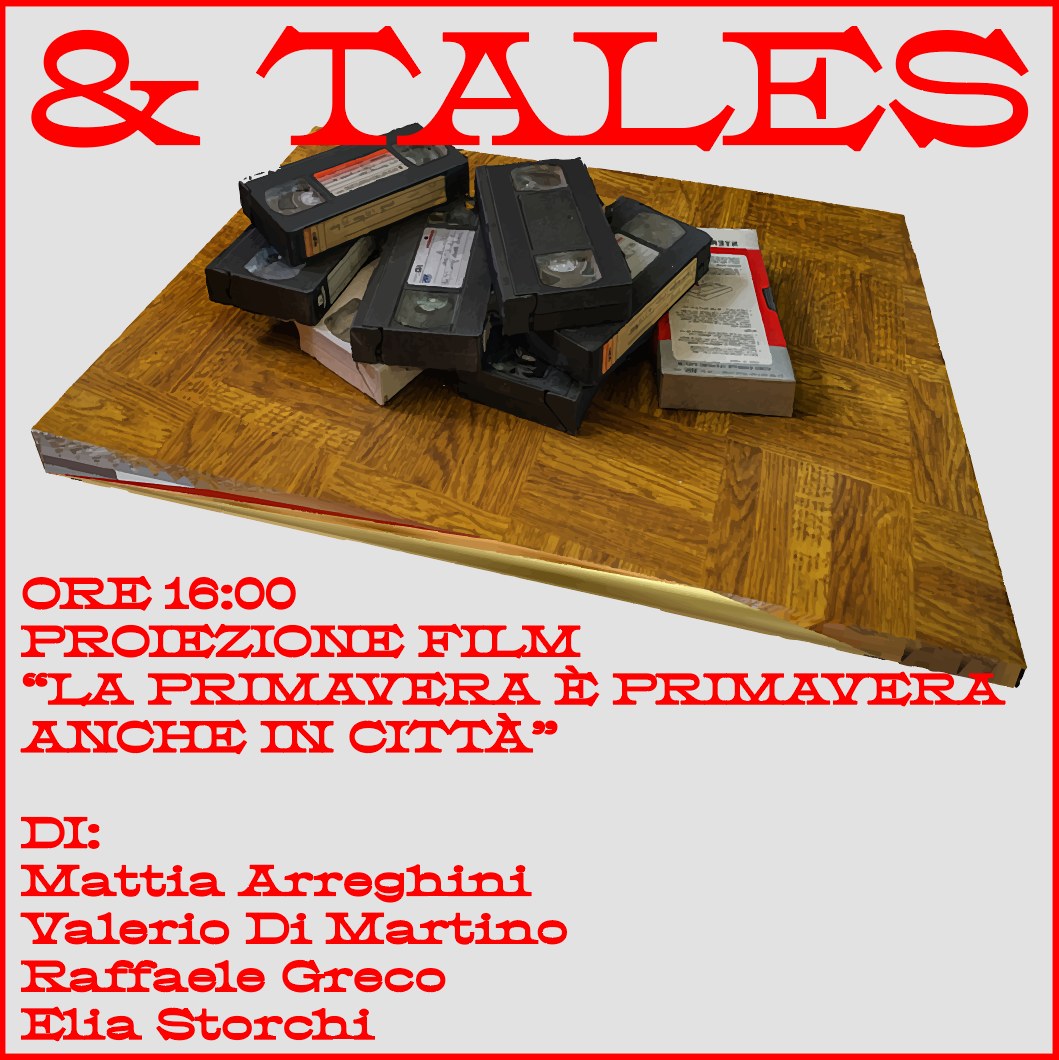 & TALES
ORE 16:00
PROIEZIONE FILM
“LA PRIMAVERA È PRIMAVERA
ANCHE IN CITTÀ”
DI:
Mattia Arreghini
Valerio Di Martino
Raffaele Greco
Elia Storchi